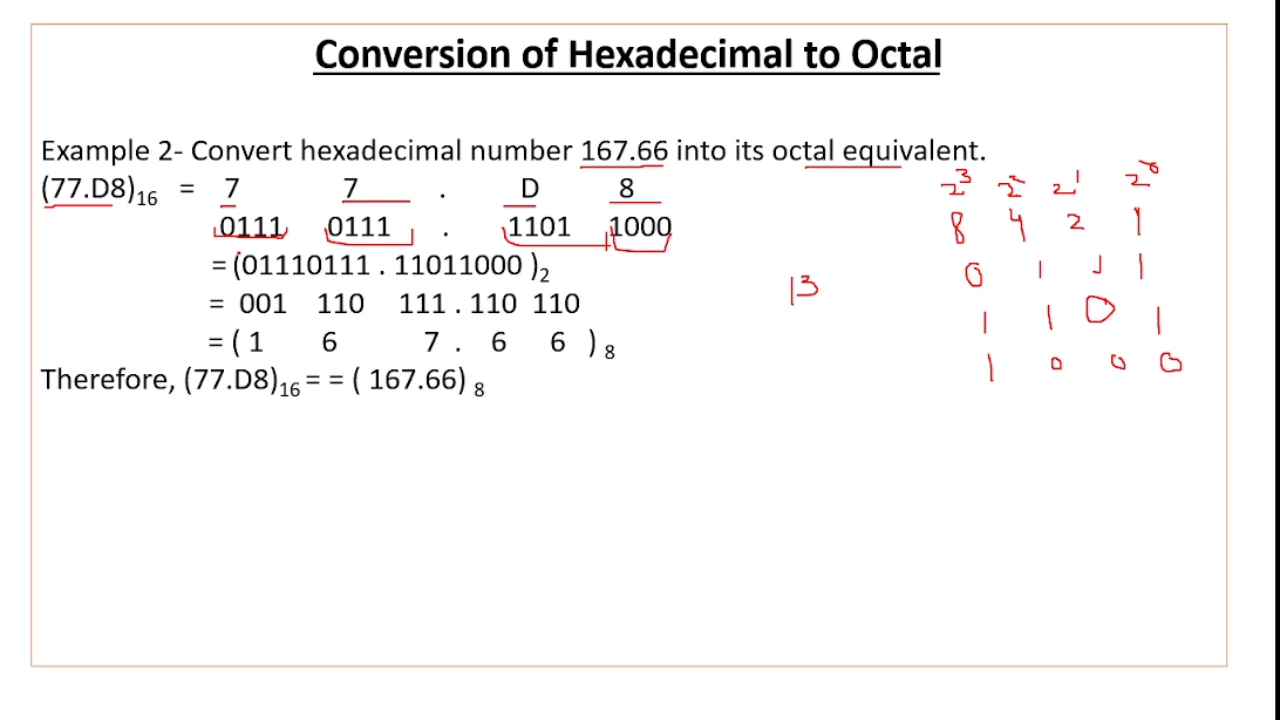 Conversion of Hexadecimal to Octal
Example 2- Convert hexadecimal number 167.66 into its octal equivalent.
(77.D8)₁₆ = 7 7 . D 8
0111 0111 . 1101 1000
= (01110111 . 11011000 )₂
= 001 110 111 . 110 110
= ( 1 6 7 . 6 6 ) ₈
Therefore, (77.D8)₁₆ = = ( 167.66) ₈
2³ 2² 2¹ 2⁰
8 4 2 1
0 1 1 1
13
1 1 0 1
1 0 0 0